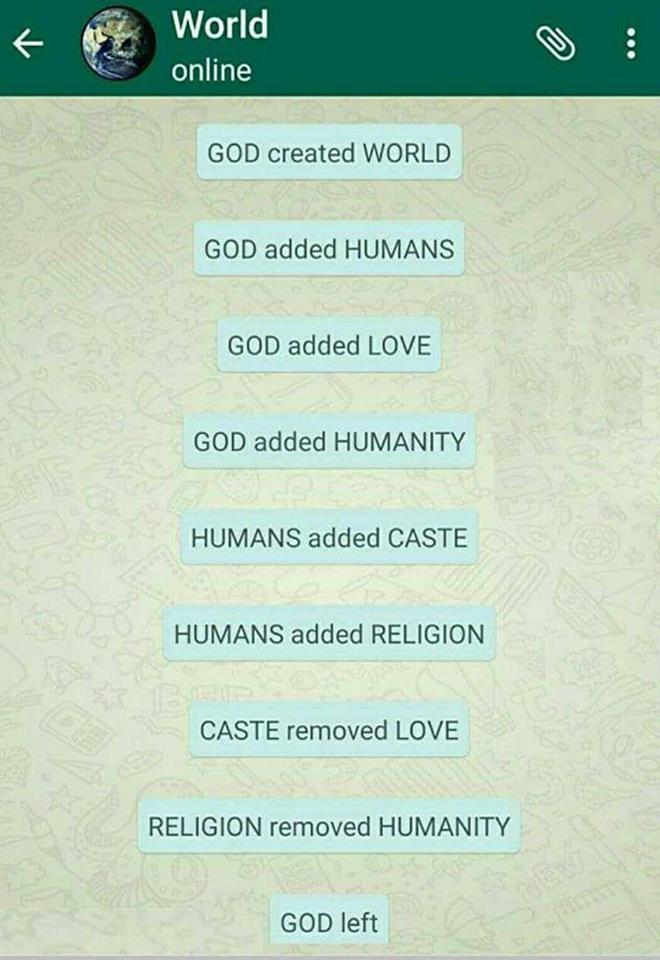 World
online
GOD created WORLD
GOD added HUMANS
GOD added LOVE
GOD added HUMANITY
HUMANS added CASTE
HUMANS added RELIGION
CASTE removed LOVE
RELIGION removed HUMANITY
GOD left